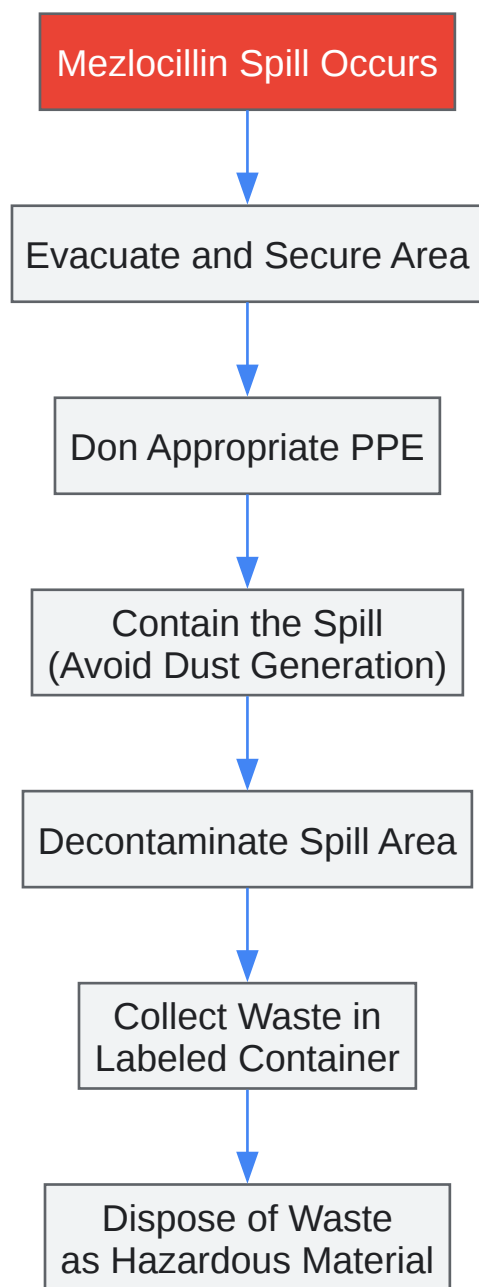 Mezlocillin Spill Occurs
Evacuate and Secure Area
Don Appropriate PPE
Contain the Spill
(Avoid Dust Generation)
Decontaminate Spill Area
Collect Waste in
Labeled Container
Dispose of Waste
as Hazardous Material